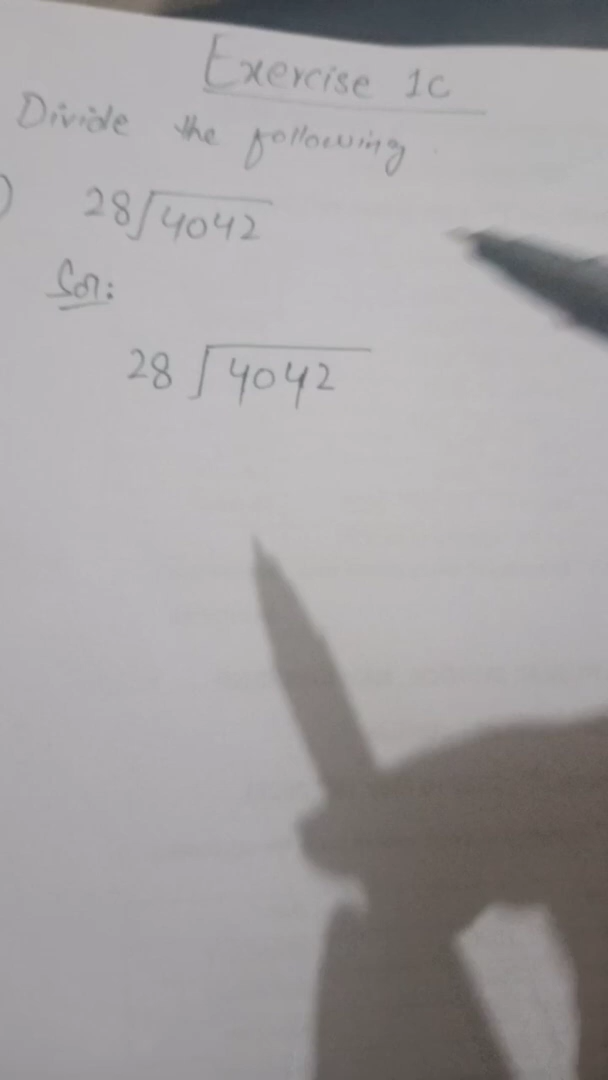 Exercise 1c
Divide the following
) 28√4042
Sol:
28√4042